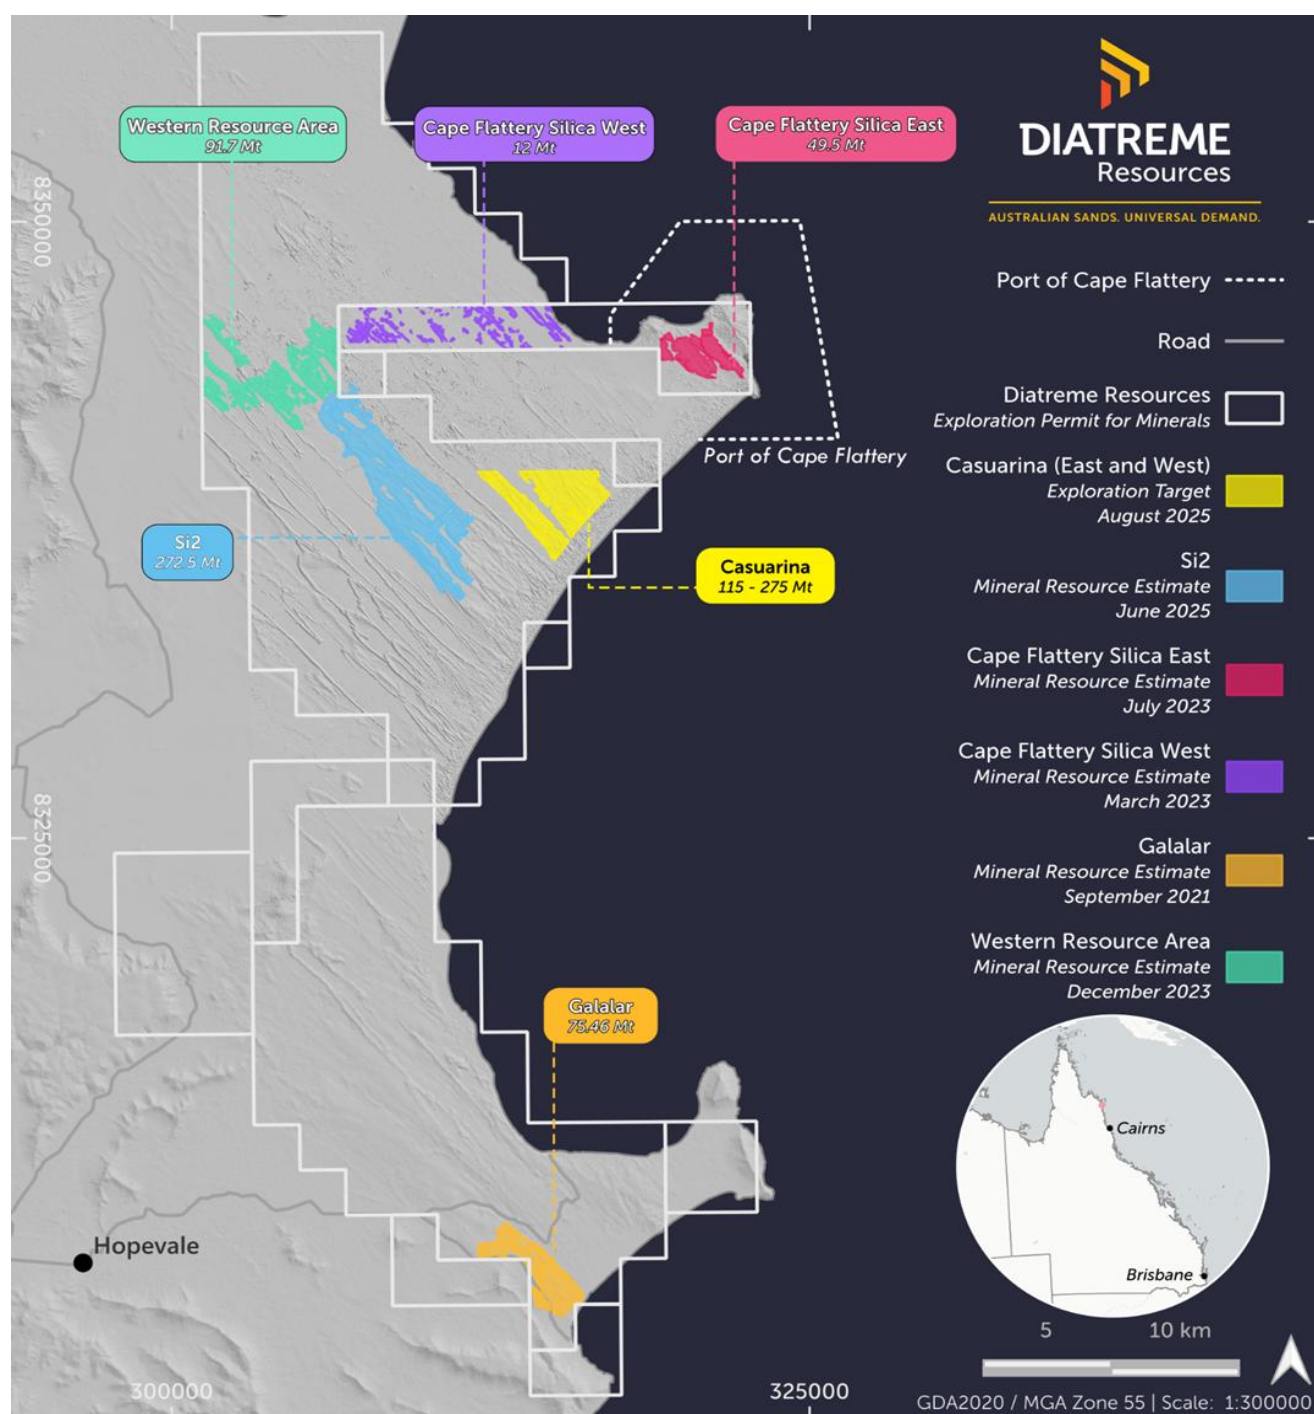 Western Resource Area
91.7 Mt
Cape Flattery Silica West
12 Mt
Cape Flattery Silica East
49.5 Mt
DIATREME
Resources
AUSTRALIAN SANDS. UNIVERSAL DEMAND.
8350000
Port of Cape Flattery
Road
Diatreme Resources
Exploration Permit for Minerals
Port of Cape Flattery
Casuarina (East and West)
Exploration Target
August 2025
Si2
272.5 Mt
Casuarina
115 - 275 Mt
Si2
Mineral Resource Estimate
June 2025
Cape Flattery Silica East
Mineral Resource Estimate
July 2023
Cape Flattery Silica West
Mineral Resource Estimate
March 2023
8325000
Galalar
Mineral Resource Estimate
September 2021
Western Resource Area
Mineral Resource Estimate
December 2023
Galalar
75.46 Mt
Cairns
Brisbane
Hopevale
5 10 km
300000
325000
GDA2020 / MGA Zone 55 | Scale: 1:300000